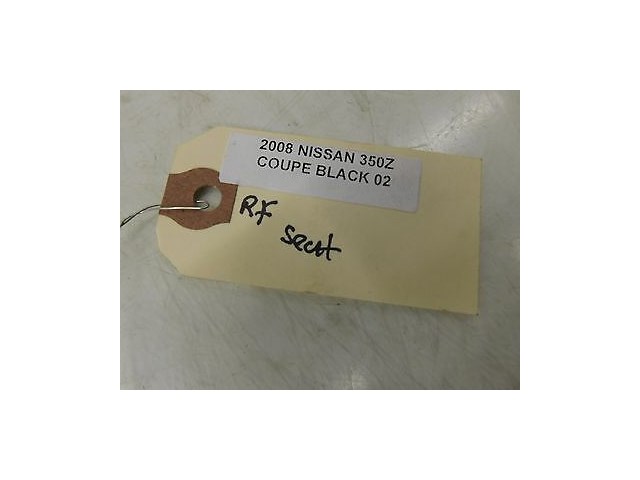 2008 NISSAN 350Z
COUPE BLACK 02
RF
Seat